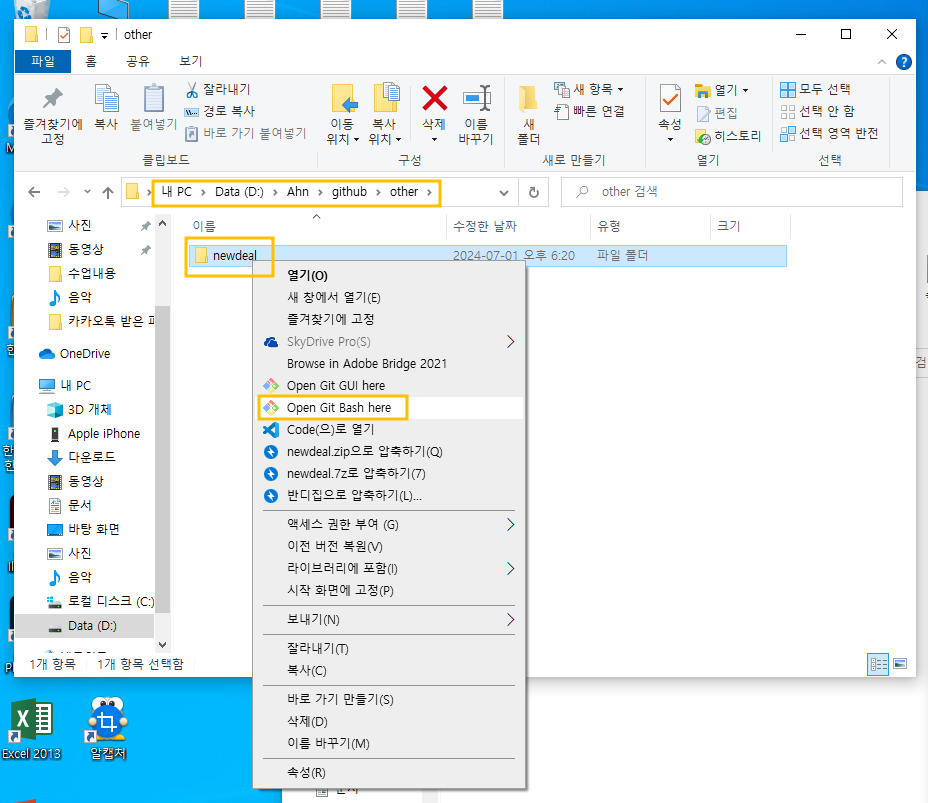 other
파일 홈 공유 보기
즐겨찾기에 고정
복사
붙여넣기
잘라내기
경로 복사
바로 가기 붙여넣기
클립보드
이동 위치
복사 위치
삭제
이름 바꾸기
구성
새 폴더
새 항목
빠른 연결
새로 만들기
속성
열기
편집
히스토리
열기
모두 선택
선택 안 함
선택 영역 반전
선택
내 PC > Data (D:) > Ahn > github > other >
other 검색
사진
동영상
수업내용
음악
카카오톡 받은 파
OneDrive
내 PC
3D 개체
Apple iPhone
다운로드
동영상
문서
바탕 화면
사진
음악
로컬 디스크 (C:)
Data (D:)
이름 수정한 날짜 유형 크기
newdeal 2024-07-01 오후 6:20 파일 폴더
열기(O)
새 창에서 열기(E)
즐겨찾기에 고정
SkyDrive Pro(S)
Browse in Adobe Bridge 2021
Open Git GUI here
Open Git Bash here
Code(으)로 열기
newdeal.zip으로 압축하기(Q)
newdeal.7z로 압축하기(7)
반디집으로 압축하기(L)...
액세스 권한 부여 (G)
이전 버전 복원(V)
라이브러리에 포함(I)
시작 화면에 고정(P)
보내기(N)
잘라내기(T)
복사(C)
바로 가기 만들기(S)
삭제(D)
이름 바꾸기(M)
속성(R)
1개 항목 1개 항목 선택함
Excel 2013
알캡처
문서